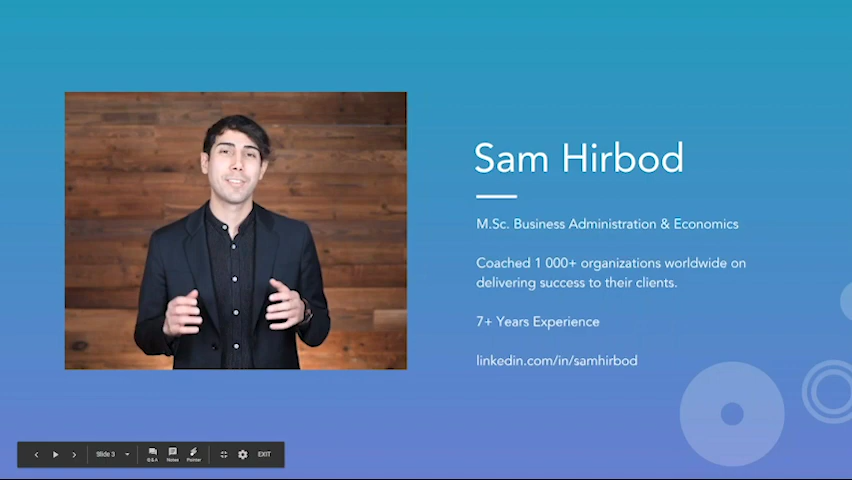 Sam Hirbod
M.Sc. Business Administration & Economics
Coached 1 000+ organizations worldwide on
delivering success to their clients.
7+ Years Experience
linkedin.com/in/samhirbod
Slide 3
Q & A
Notes
Pointer
EXIT